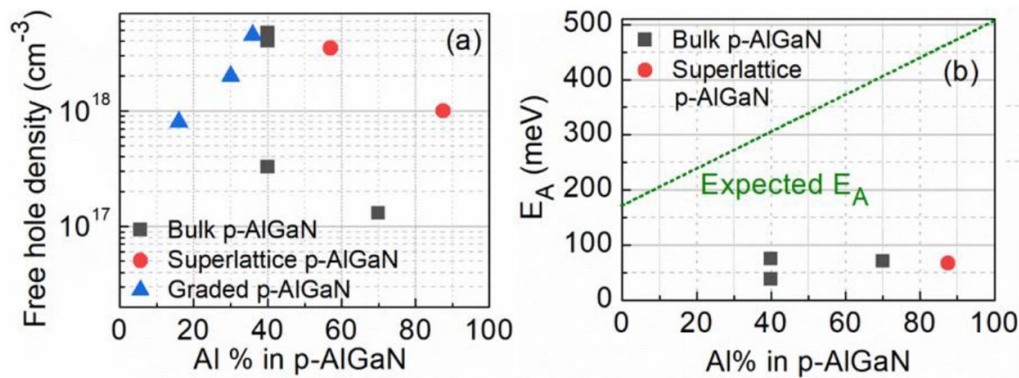 (a)
Free hole density (cm⁻³)
10¹⁸
10¹⁷
Bulk p-AlGaN
Superlattice p-AlGaN
Graded p-AlGaN
0 20 40 60 80 100
Al % in p-AlGaN
(b)
E_A (meV)
500
400
300
200
100
0
Bulk p-AlGaN
Superlattice
p-AlGaN
Expected E_A
0 20 40 60 80 100
Al% in p-AlGaN